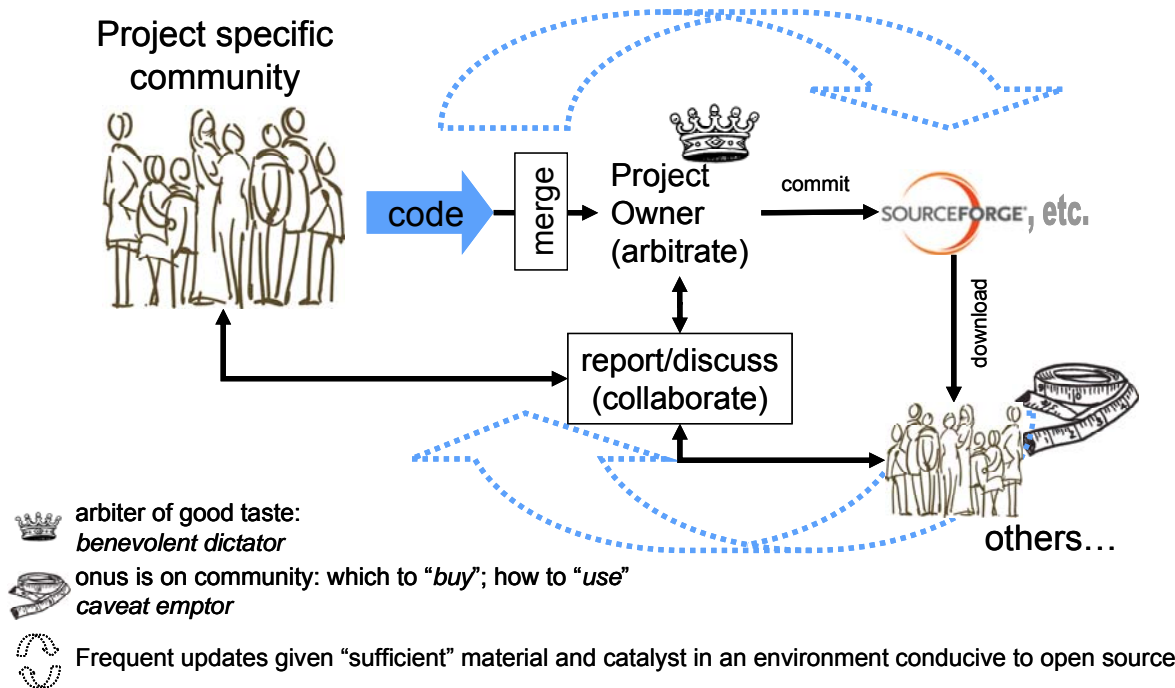 Project specific
community
code
merge
Project
Owner
(arbitrate)
commit
SOURCEFORGE®, etc.
download
report/discuss
(collaborate)
others…
arbiter of good taste:
benevolent dictator
onus is on community: which to “buy”; how to “use”
caveat emptor
Frequent updates given “sufficient” material and catalyst in an environment conducive to open source